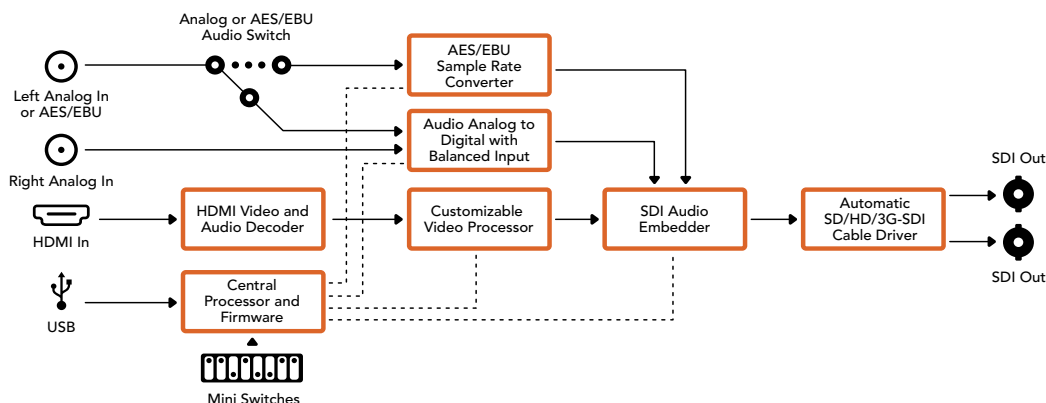 Analog or AES/EBU
Audio Switch
Left Analog In
or AES/EBU
AES/EBU
Sample Rate
Converter
Audio Analog to
Digital with
Balanced Input
Right Analog In
HDMI In
HDMI Video and
Audio Decoder
Customizable
Video Processor
SDI Audio
Embedder
Automatic
SD/HD/3G-SDI
Cable Driver
SDI Out
SDI Out
USB
Central
Processor and
Firmware
Mini Switches